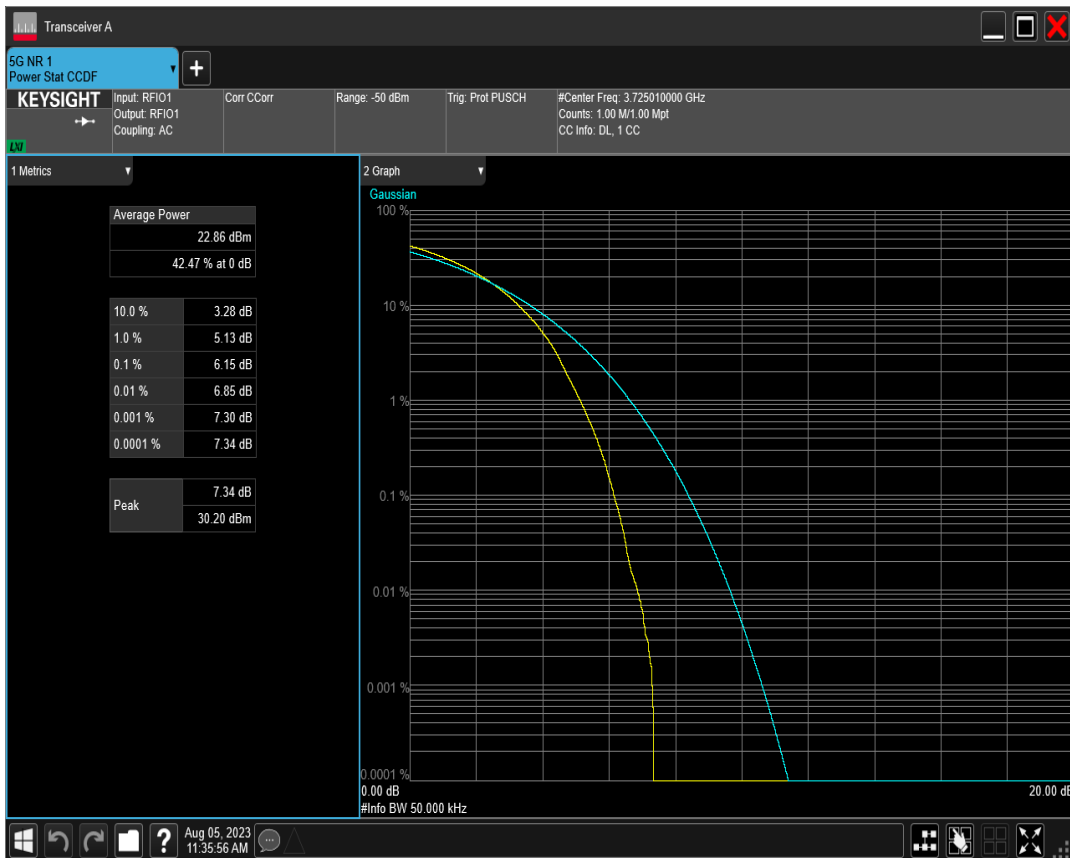 Transceiver A
5G NR 1
Power Stat CCDF
+
KEYSIGHT
LXI
Input: RFIO1
Output: RFIO1
Coupling: AC
Corr CCorr
Range: -50 dBm
Trig: Prot PUSCH
#Center Freq: 3.725010000 GHz
Counts: 1.00 M/1.00 Mpt
CC Info: DL, 1 CC
1 Metrics
Average Power
22.86 dBm
42.47 % at 0 dB
10.0 % 3.28 dB
1.0 % 5.13 dB
0.1 % 6.15 dB
0.01 % 6.85 dB
0.001 % 7.30 dB
0.0001 % 7.34 dB
Peak
7.34 dB
30.20 dBm
2 Graph
Gaussian
100 %
10 %
1 %
0.1 %
0.01 %
0.001 %
0.0001 %
0.00 dB 20.00 dB
#Info BW 50.000 kHz
?
Aug 05, 2023
11:35:56 AM